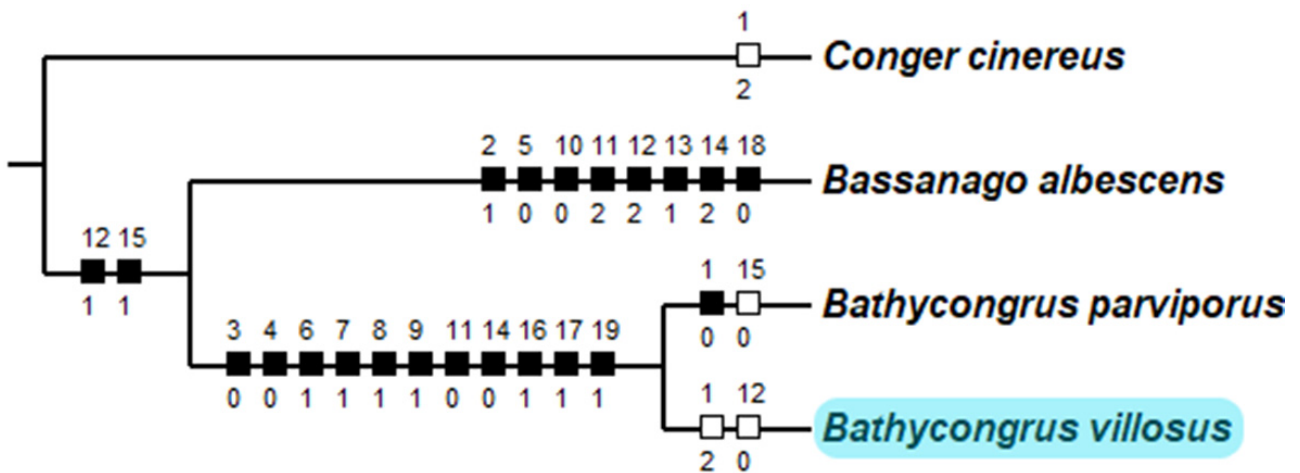 1
Conger cinereus
2
2 5 10 11 12 13 14 18
Bassanago albescens
1 0 0 2 2 1 2 0
12 15
1 1
1 15
Bathycongrus parviporus
0 0
3 4 6 7 8 9 11 14 16 17 19
0 0 1 1 1 1 0 0 1 1 1
1 12
Bathycongrus villosus
2 0